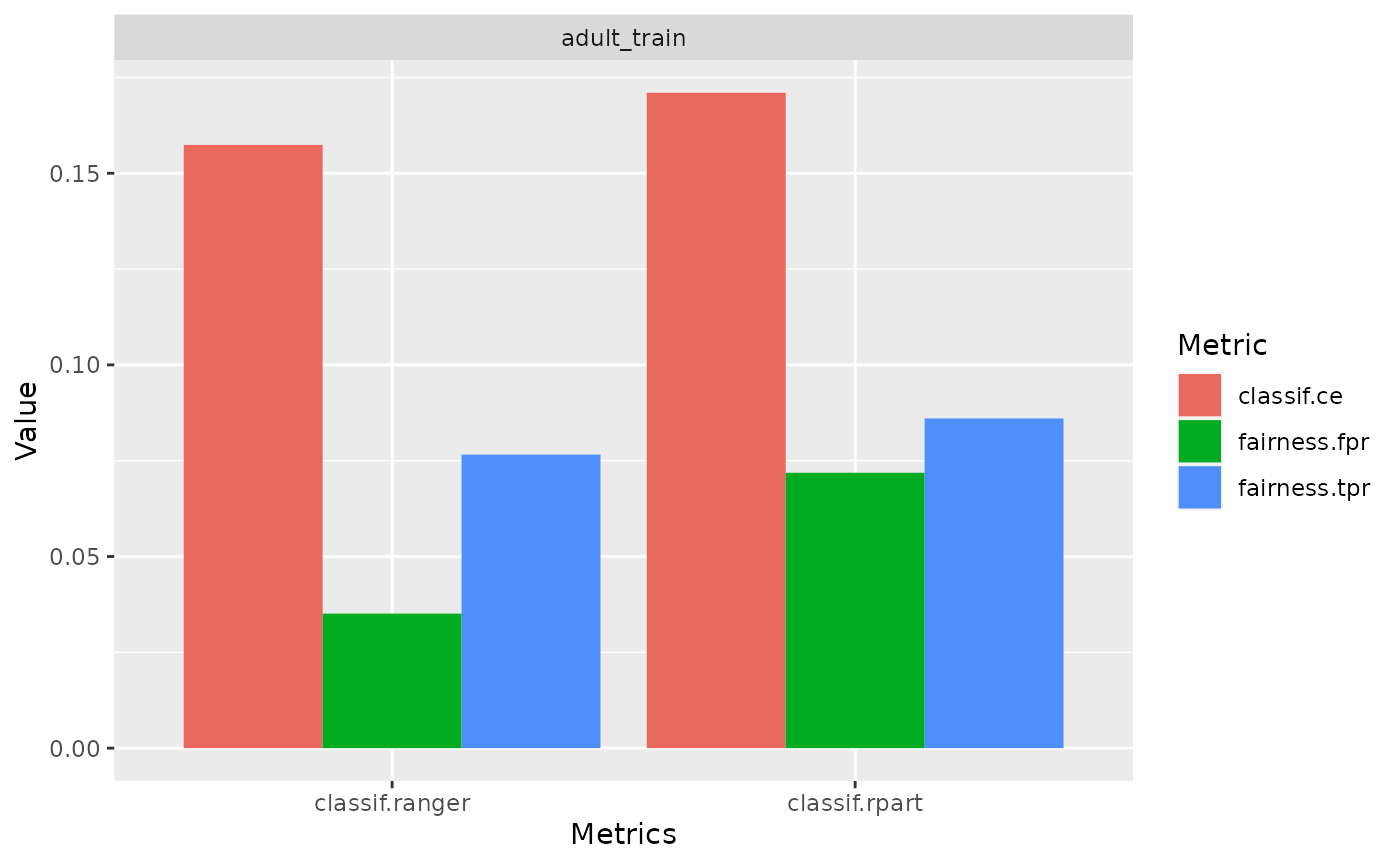 adult_train
0.15
0.10
0.05
0.00
Value
classif.ranger
classif.rpart
Metrics
Metric
classif.ce
fairness.fpr
fairness.tpr